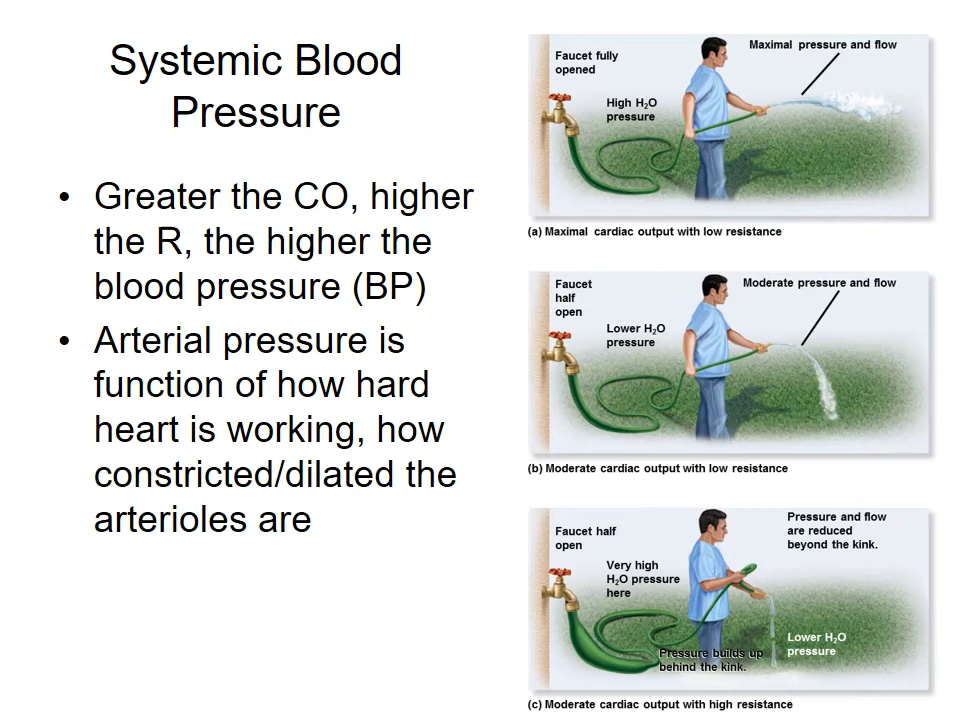 Systemic Blood
Pressure
• Greater the CO, higher
the R, the higher the
blood pressure (BP)
• Arterial pressure is
function of how hard
heart is working, how
constricted/dilated the
arterioles are
Faucet fully
opened
High H₂O
pressure
Maximal pressure and flow
(a) Maximal cardiac output with low resistance
Faucet
half
open
Lower H₂O
pressure
Moderate pressure and flow
(b) Moderate cardiac output with low resistance
Faucet half
open
Very high
H₂O pressure
here
Pressure and flow
are reduced
beyond the kink.
Pressure builds up
behind the kink.
Lower H₂O
pressure
(c) Moderate cardiac output with high resistance